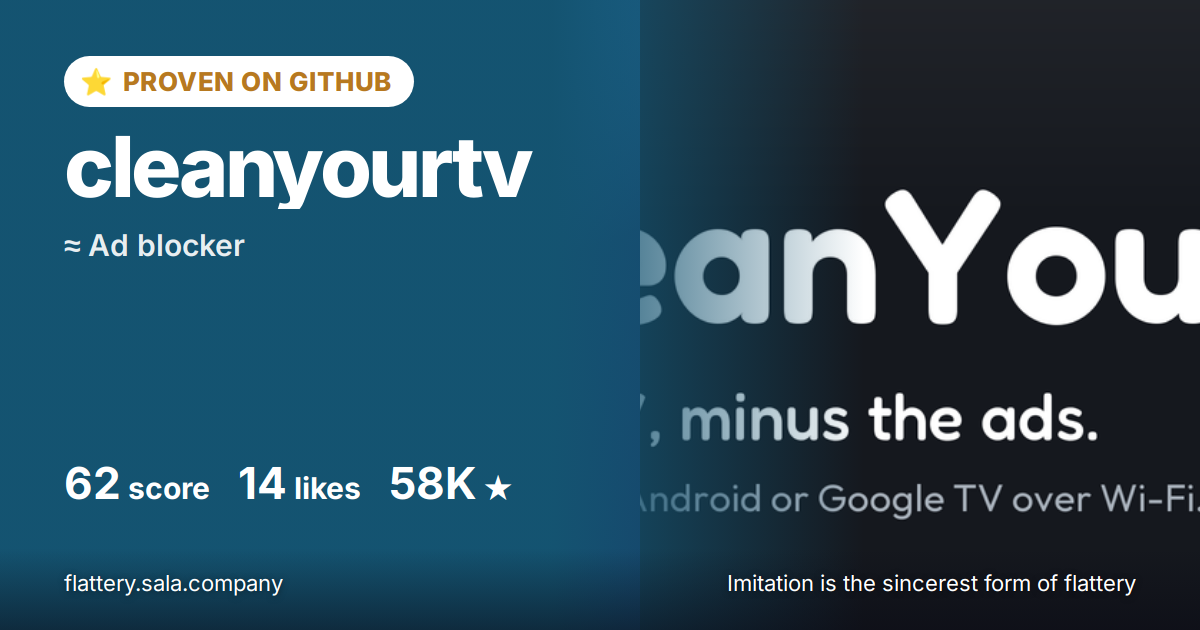 ⭐ PROVEN ON GITHUB
cleanyourtv
≈ Ad blocker
62 score 14 likes 58K ★
flattery.sala.company
eanYou
, minus the ads.
Android or Google TV over Wi-Fi.
Imitation is the sincerest form of flattery